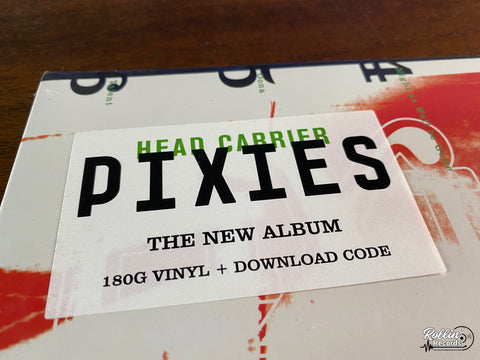 HEAD CARRIER
PIXIES
THE NEW ALBUM
180G VINYL + DOWNLOAD CODE
Rollin'
Records